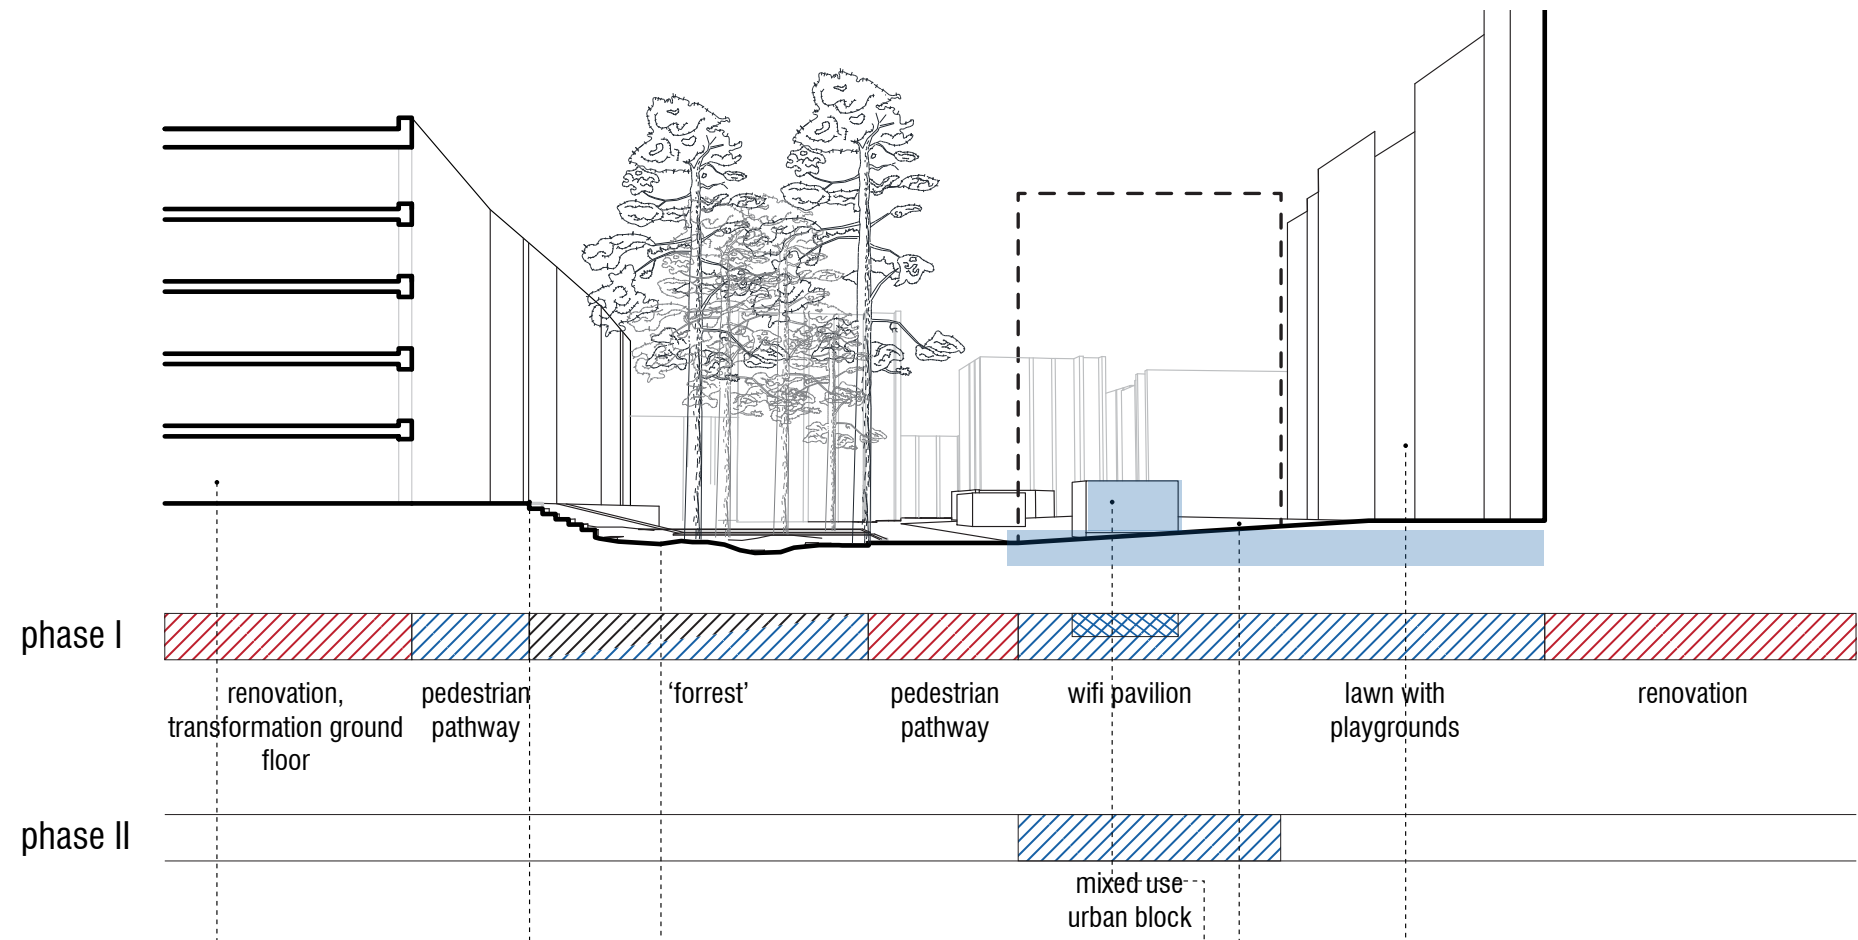 phase I
renovation,
transformation ground
floor
pedestrian
pathway
‘forrest’
pedestrian
pathway
wifi pavilion
lawn with
playgrounds
renovation
phase II
mixed use
urban block